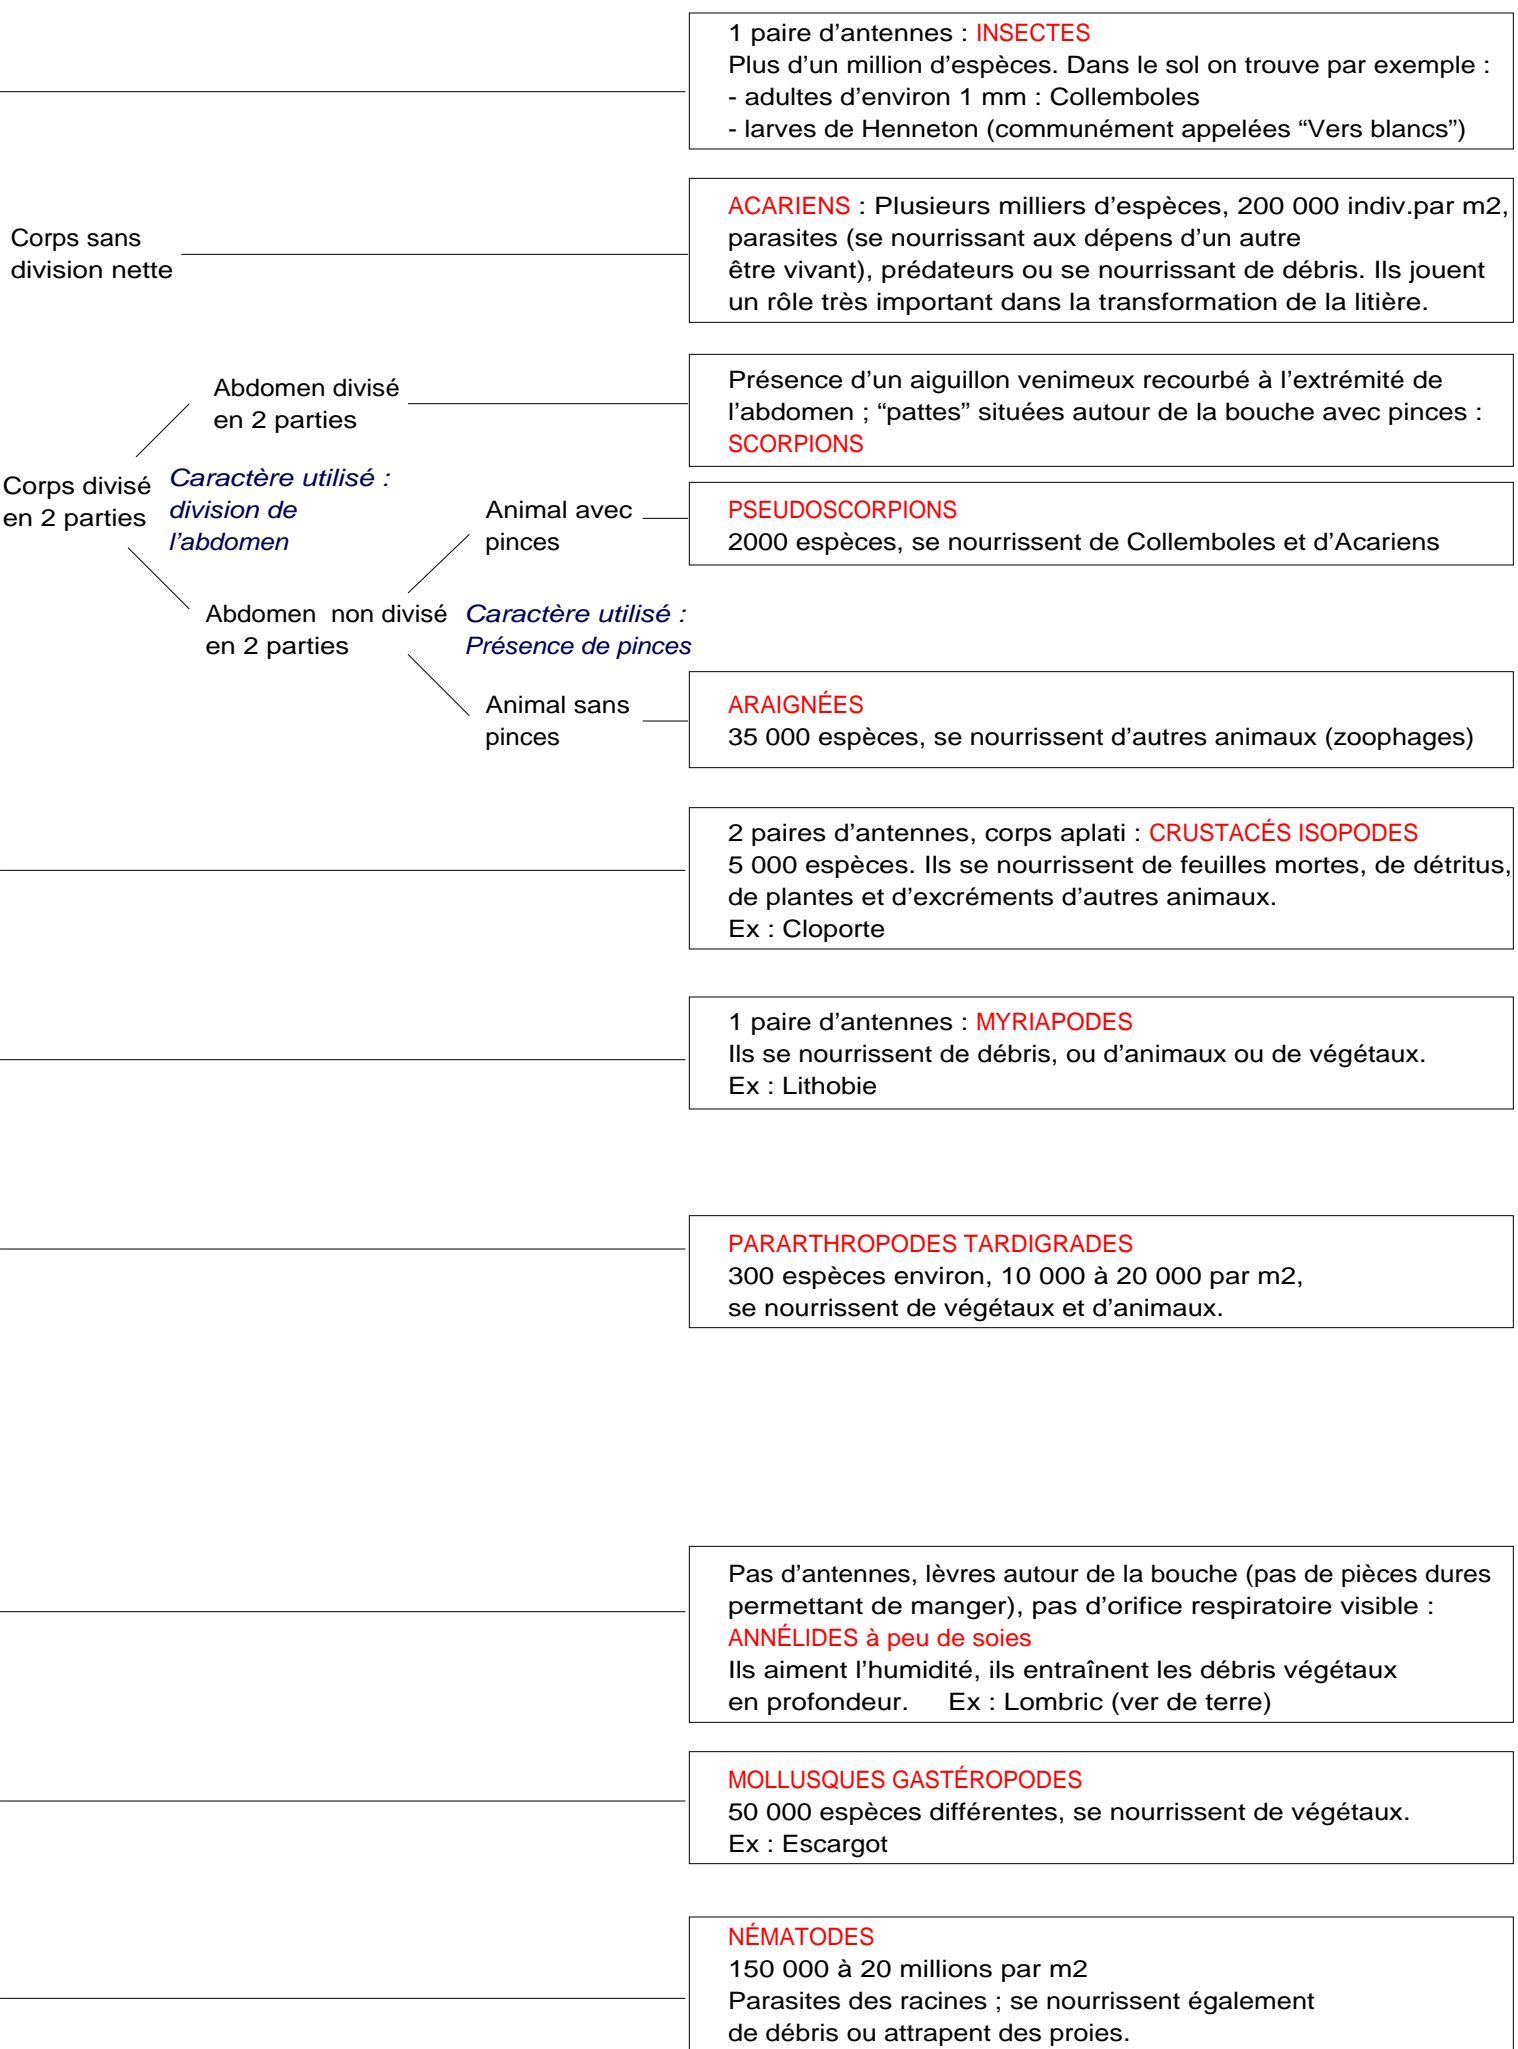 1 paire d’antennes : INSECTES
Plus d’un million d’espèces. Dans le sol on trouve par exemple :
- adultes d’environ 1 mm : Collemboles
- larves de Henneton (communément appelées “Vers blancs”)
Corps sans
division nette
ACARIENS : Plusieurs milliers d’espèces, 200 000 indiv.par m2,
parasites (se nourrissant aux dépens d’un autre
être vivant), prédateurs ou se nourrissant de débris. Ils jouent
un rôle très important dans la transformation de la litière.
Abdomen divisé
en 2 parties
Présence d’un aiguillon venimeux recourbé à l’extrémité de
l’abdomen ; “pattes” situées autour de la bouche avec pinces :
SCORPIONS
Corps divisé
en 2 parties
Caractère utilisé :
division de
l’abdomen
Animal avec
pinces
PSEUDOSCORPIONS
2000 espèces, se nourrissent de Collemboles et d’Acariens
Abdomen  non divisé
en 2 parties
Caractère utilisé :
Présence de pinces
Animal sans
pinces
ARAIGNÉES
35 000 espèces, se nourrissent d’autres animaux (zoophages)
2 paires d’antennes, corps aplati : CRUSTACÉS ISOPODES
5 000 espèces. Ils se nourrissent de feuilles mortes, de détritus,
de plantes et d’excréments d’autres animaux.
Ex : Cloporte
1 paire d’antennes : MYRIAPODES
Ils se nourrissent de débris, ou d’animaux ou de végétaux.
Ex : Lithobie
PARARTHROPODES TARDIGRADES
300 espèces environ, 10 000 à 20 000 par m2,
se nourrissent de végétaux et d’animaux.
Pas d’antennes, lèvres autour de la bouche (pas de pièces dures
permettant de manger), pas d’orifice respiratoire visible :
ANNÉLIDES à peu de soies
Ils aiment l’humidité, ils entraînent les débris végétaux
en profondeur.     Ex : Lombric (ver de terre)
MOLLUSQUES GASTÉROPODES
50 000 espèces différentes, se nourrissent de végétaux.
Ex : Escargot
NÉMATODES
150 000 à 20 millions par m2
Parasites des racines ; se nourrissent également
de débris ou attrapent des proies.